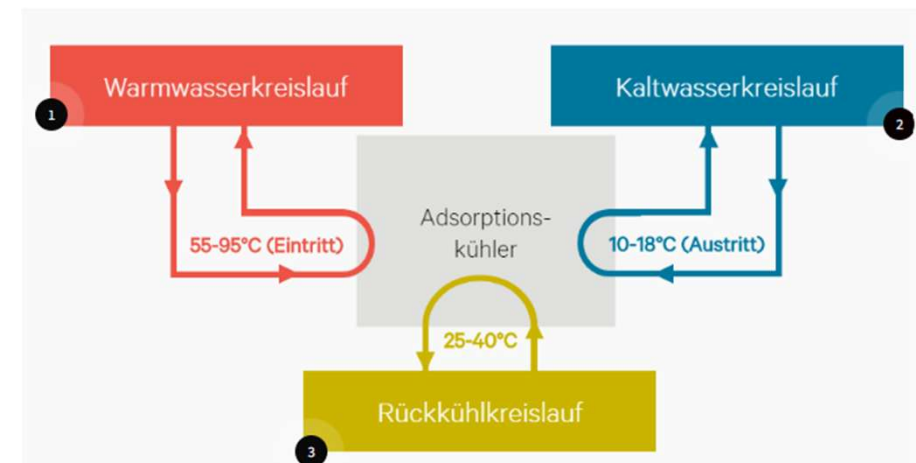 Warmwasserkreislauf
1
Kaltwasserkreislauf
2
Adsorptions-
kühler
55-95°C (Eintritt)
10-18°C (Austritt)
25-40°C
Rückkühlkreislauf
3